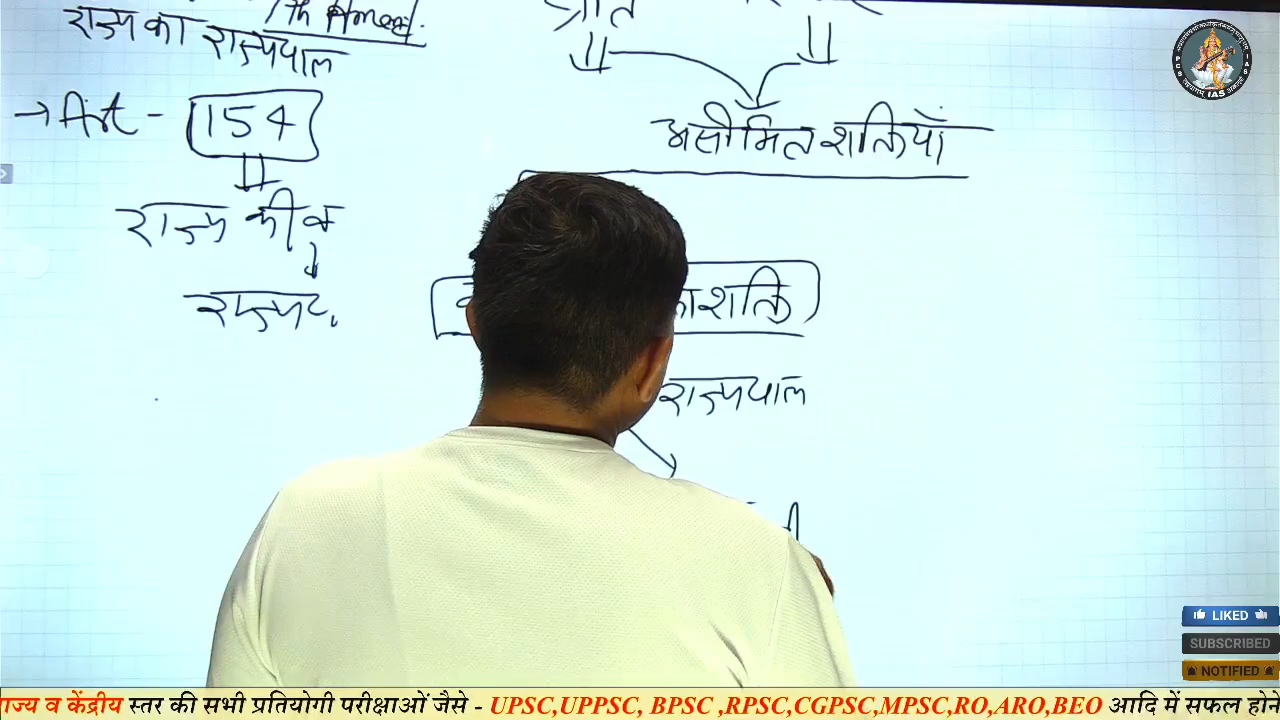 7th Amend.
राज्य का राज्यपाल
→ Art - 154
राज्य की व
राज्यप.
असीमित शक्तियाँ
का शक्ति
राज्यपाल
IAS
LIKED
SUBSCRIBED
NOTIFIED
राज्य व केंद्रीय स्तर की सभी प्रतियोगी परीक्षाओं जैसे - UPSC,UPPSC, BPSC ,RPSC,CGPSC,MPSC,RO,ARO,BEO आदि में सफल होने